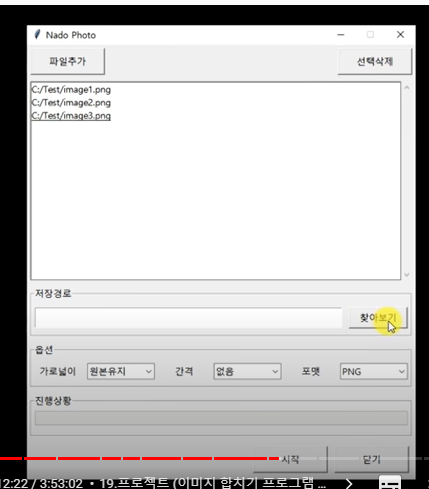 Nado Photo
파일추가 선택삭제
C:/Test/image1.png
C:/Test/image2.png
C:/Test/image3.png
저장경로
찾아보기
옵션
가로넓이 원본유지 간격 없음 포맷 PNG
진행상황
시작 닫기
12:22 / 3:53:02 • 19.프로젝트 (이미지 합치기 프로그램 ...